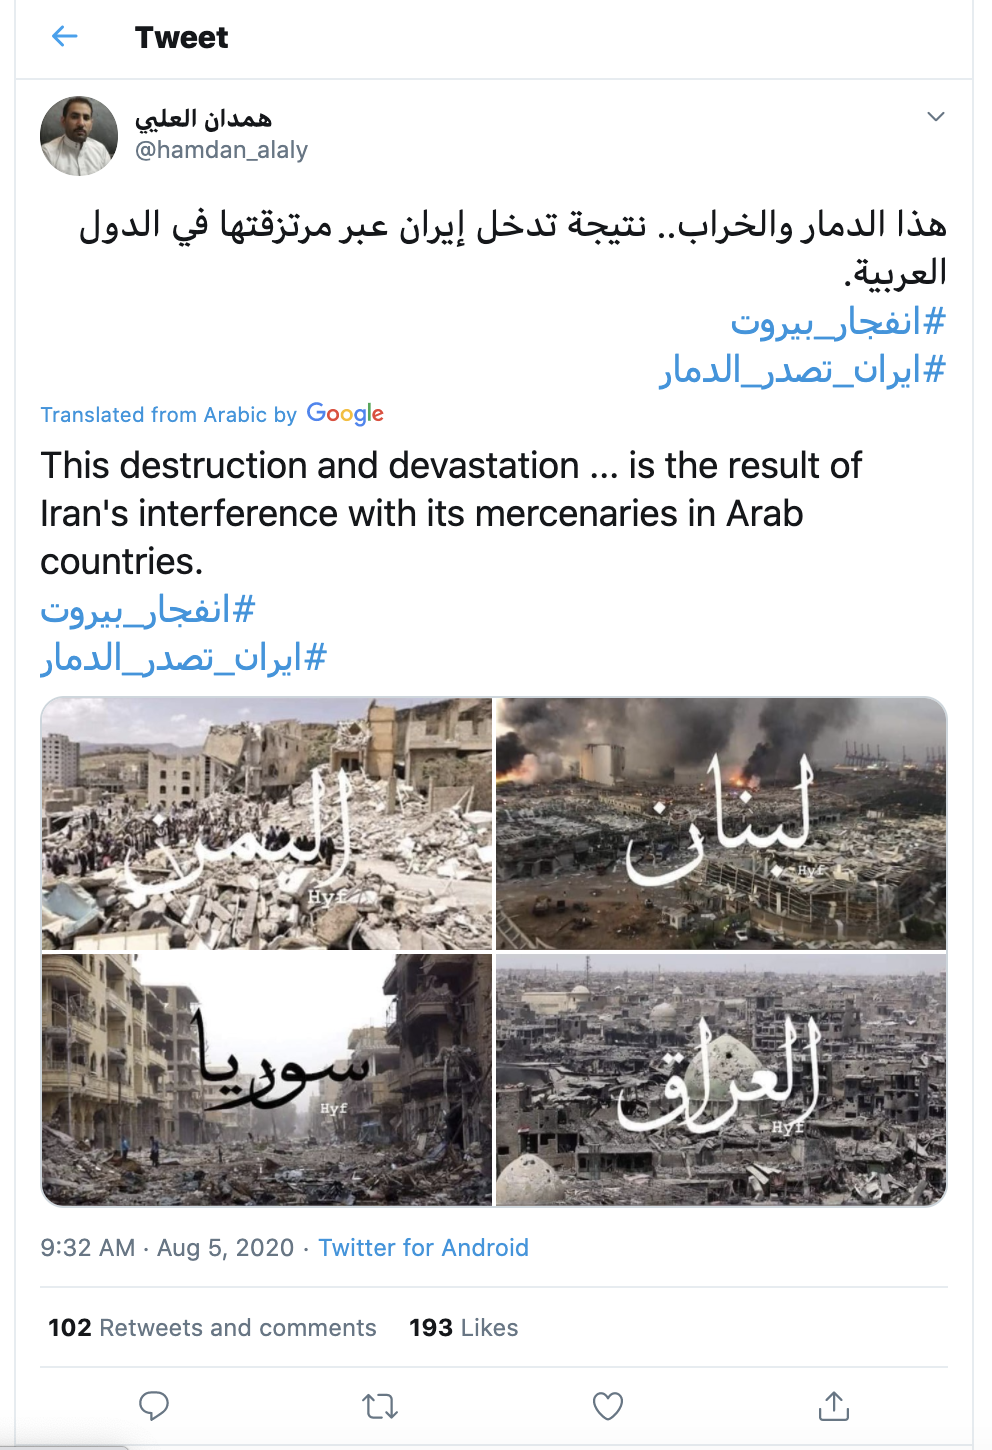 Tweet
همدان العليي
@hamdan_alaly
هذا الدمار والخراب.. نتيجة تدخل إيران عبر مرتزقتها في الدول
العربية.
#انفجار_بيروت
#ايران_تصدر_الدمار
Translated from Arabic by Google
This destruction and devastation ... is the result of
Iran's interference with its mercenaries in Arab
countries.
#انفجار_بيروت
#ايران_تصدر_الدمار
اليمن
Hyf
لبنان
Hyf
سوريا
Hyf
العراق
Hyf
9:32 AM · Aug 5, 2020 · Twitter for Android
102 Retweets and comments 193 Likes